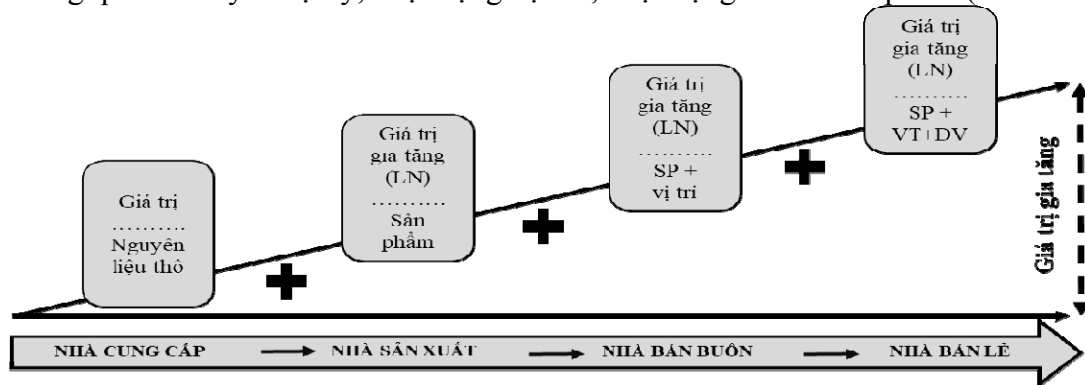 Giá trị
gia tăng
(LN)
..........
SP +
VT+DV
Giá trị
gia tăng
(LN)
..........
SP +
vị trí
Giá trị
gia tăng
(LN)
..........
Sản
phẩm
Giá trị
..........
Nguyên
liệu thô
Giá trị gia tăng
NHÀ CUNG CẤP → NHÀ SẢN XUẤT → NHÀ BÁN BUÔN → NHÀ BÁN LẺ